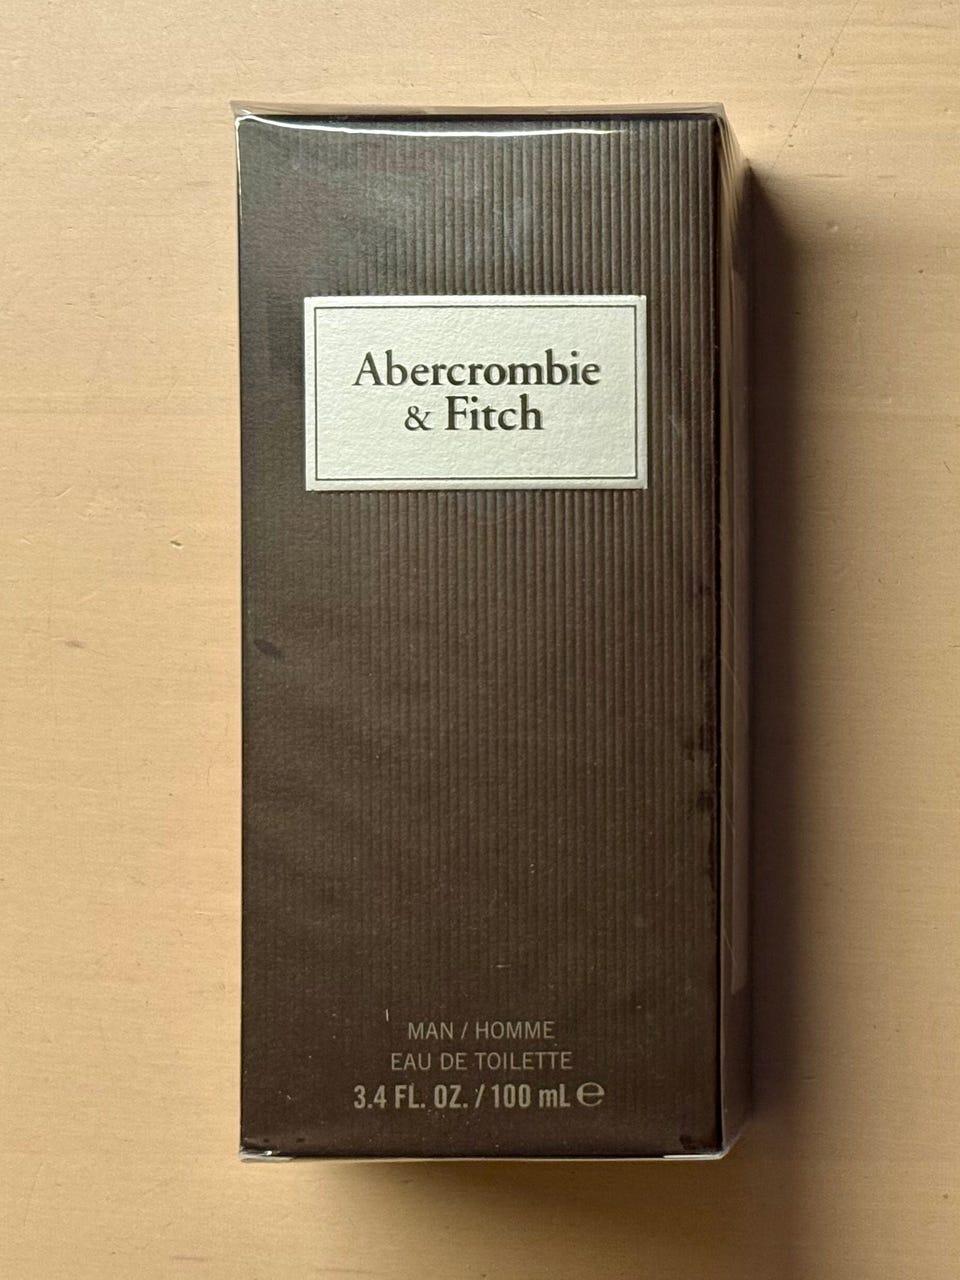 Abercrombie
& Fitch
MAN / HOMME
EAU DE TOILETTE
3.4 FL. OZ. / 100 mL ℮